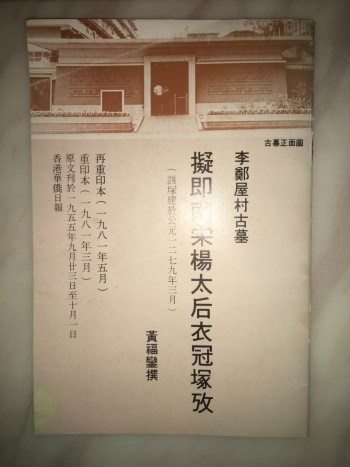 古墓正面圖
李鄭屋村古墓
擬即南宋楊太后衣冠塚攷
(該塚建於公元一二七九年三月)
黃福鑾撰
再重印本(一九八一年五月)
重印本(一九八一年三月)
原文刊於一九五五年九月廿三日至十月一日
香港華僑日報